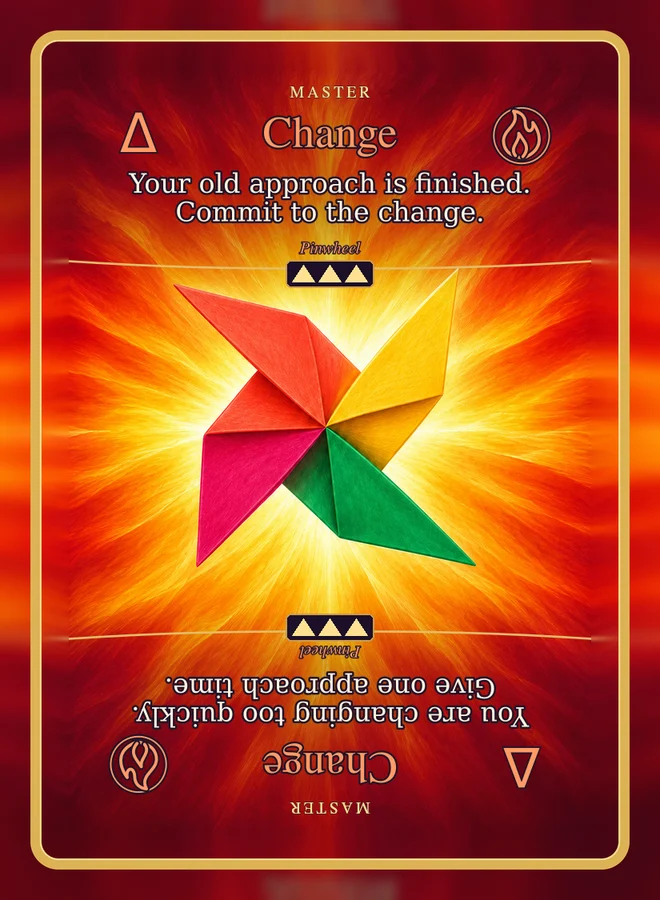 MASTER
Change
Your old approach is finished.
Commit to the change.
Pinwheel
Pinwheel
Give one approach time.
You are changing too quickly.
Change
MASTER